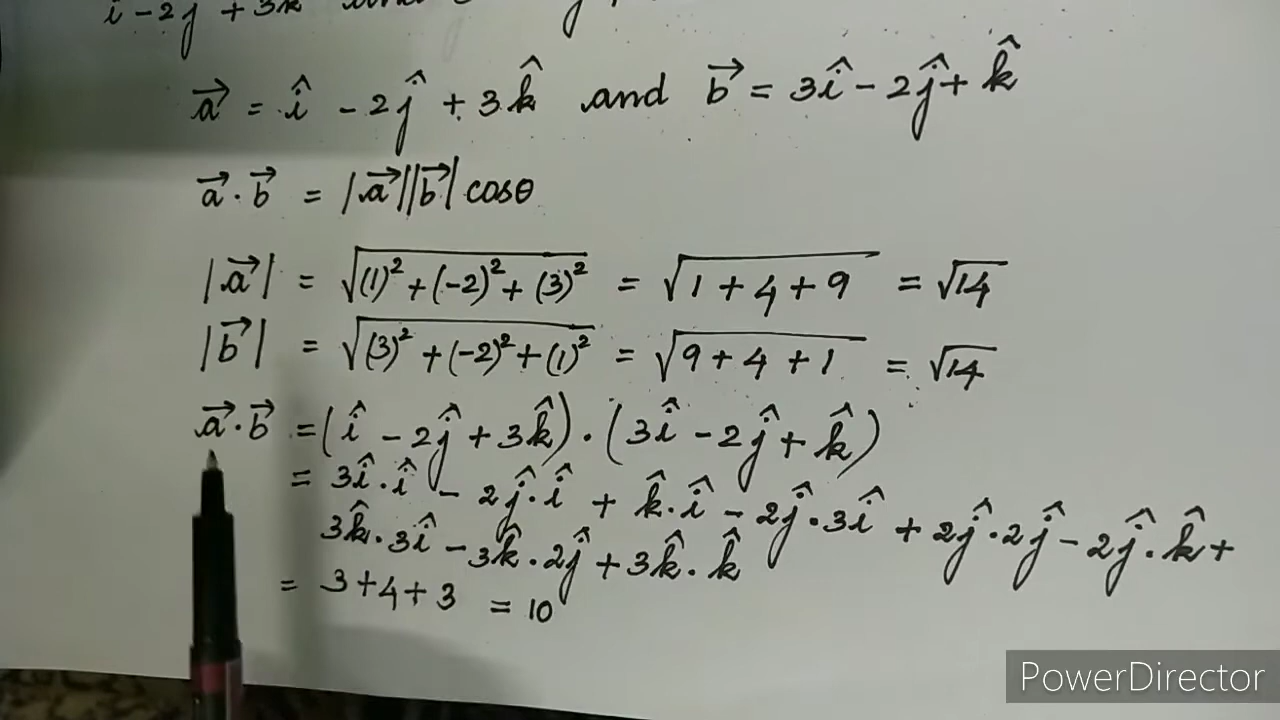 î - 2ĵ + 3k̂
a⃗ = î - 2ĵ + 3k̂ and b⃗ = 3î - 2ĵ + k̂
a⃗ · b⃗ = |a⃗||b⃗| cosθ
|a⃗| = √((1)² + (-2)² + (3)²) = √(1 + 4 + 9) = √14
|b⃗| = √((3)² + (-2)² + (1)²) = √(9 + 4 + 1) = √14
a⃗ · b⃗ = (î - 2ĵ + 3k̂) · (3î - 2ĵ + k̂)
= 3î · î - 2ĵ · î + k̂ · î - 2ĵ · 3î + 2ĵ · 2ĵ - 2ĵ · k̂ +
3k̂ · 3î - 3k̂ · 2ĵ + 3k̂ · k̂
= 3 + 4 + 3 = 10
PowerDirector